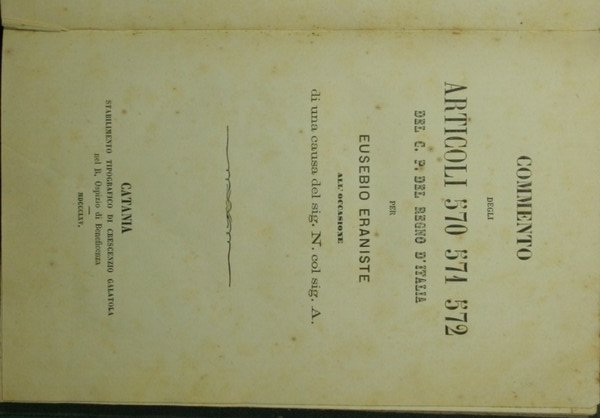 COMMENTO
DEGLI
ARTICOLI 570 571 572
DEL C. P. DEL REGNO D'ITALIA
PER
EUSEBIO ERANISTE
ALL'OCCASIONE
di una causa del sig. N. col sig. A.
CATANIA
STABILIMENTO TIPOGRAFICO DI CRESCENZIO GALATOLA
nel R. Ospizio di Beneficenza
MDCCCLXV.